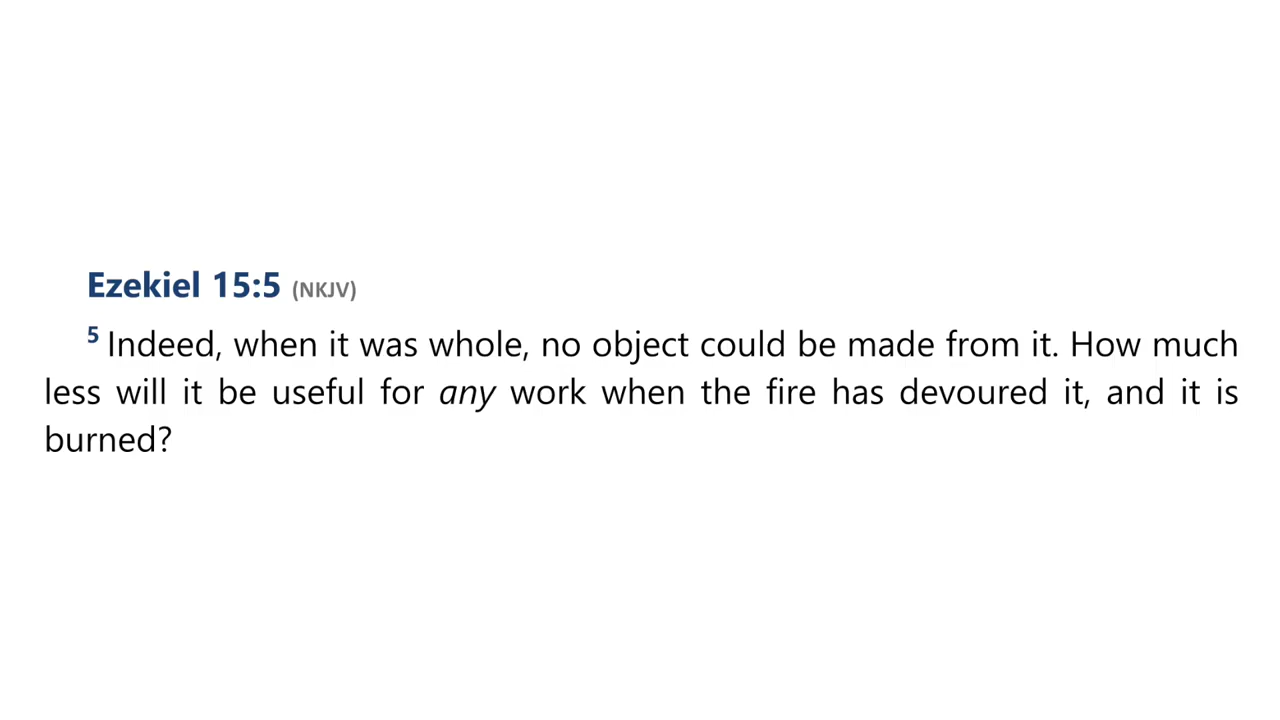 Ezekiel 15:5 (NKJV)
5 Indeed, when it was whole, no object could be made from it. How much
less will it be useful for any work when the fire has devoured it, and it is
burned?